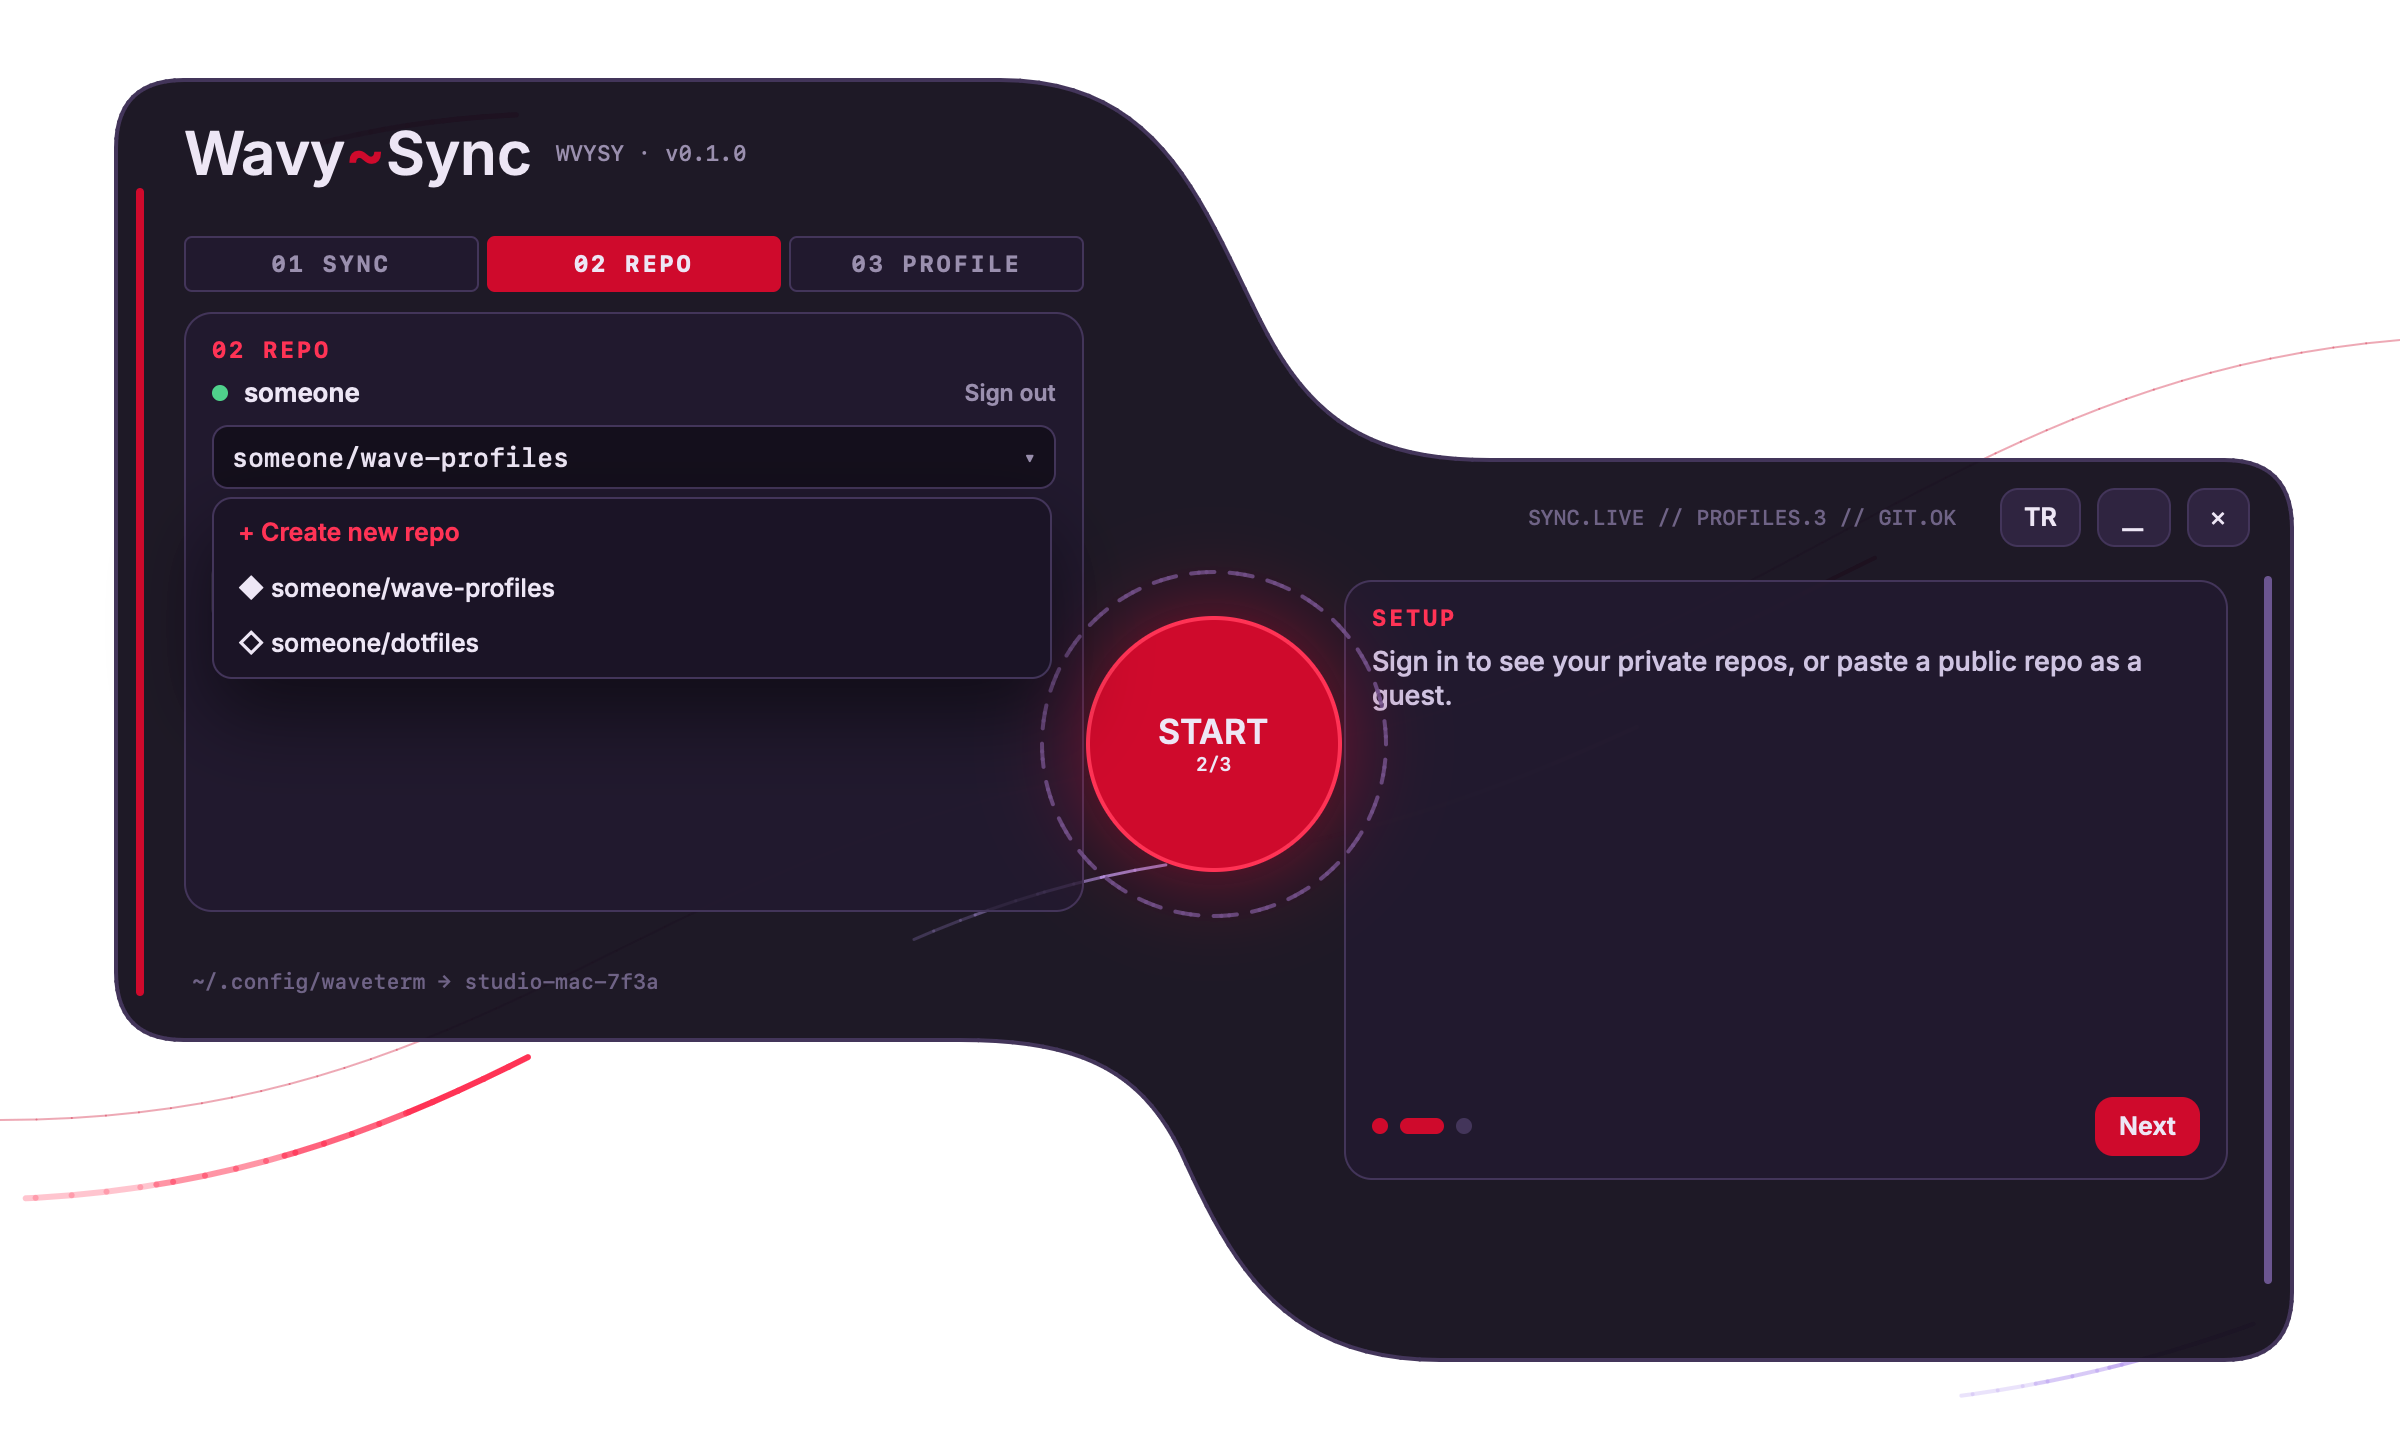 Wavy~Sync WVYSY · v0.1.0
01 SYNC
02 REPO
03 PROFILE
02 REPO
someone
Sign out
someone/wave-profiles
+ Create new repo
someone/wave-profiles
someone/dotfiles
~/.config/waveterm → studio-mac-7f3a
START
2/3
SYNC.LIVE // PROFILES.3 // GIT.OK
TR
_
×
SETUP
Sign in to see your private repos, or paste a public repo as a
guest.
Next